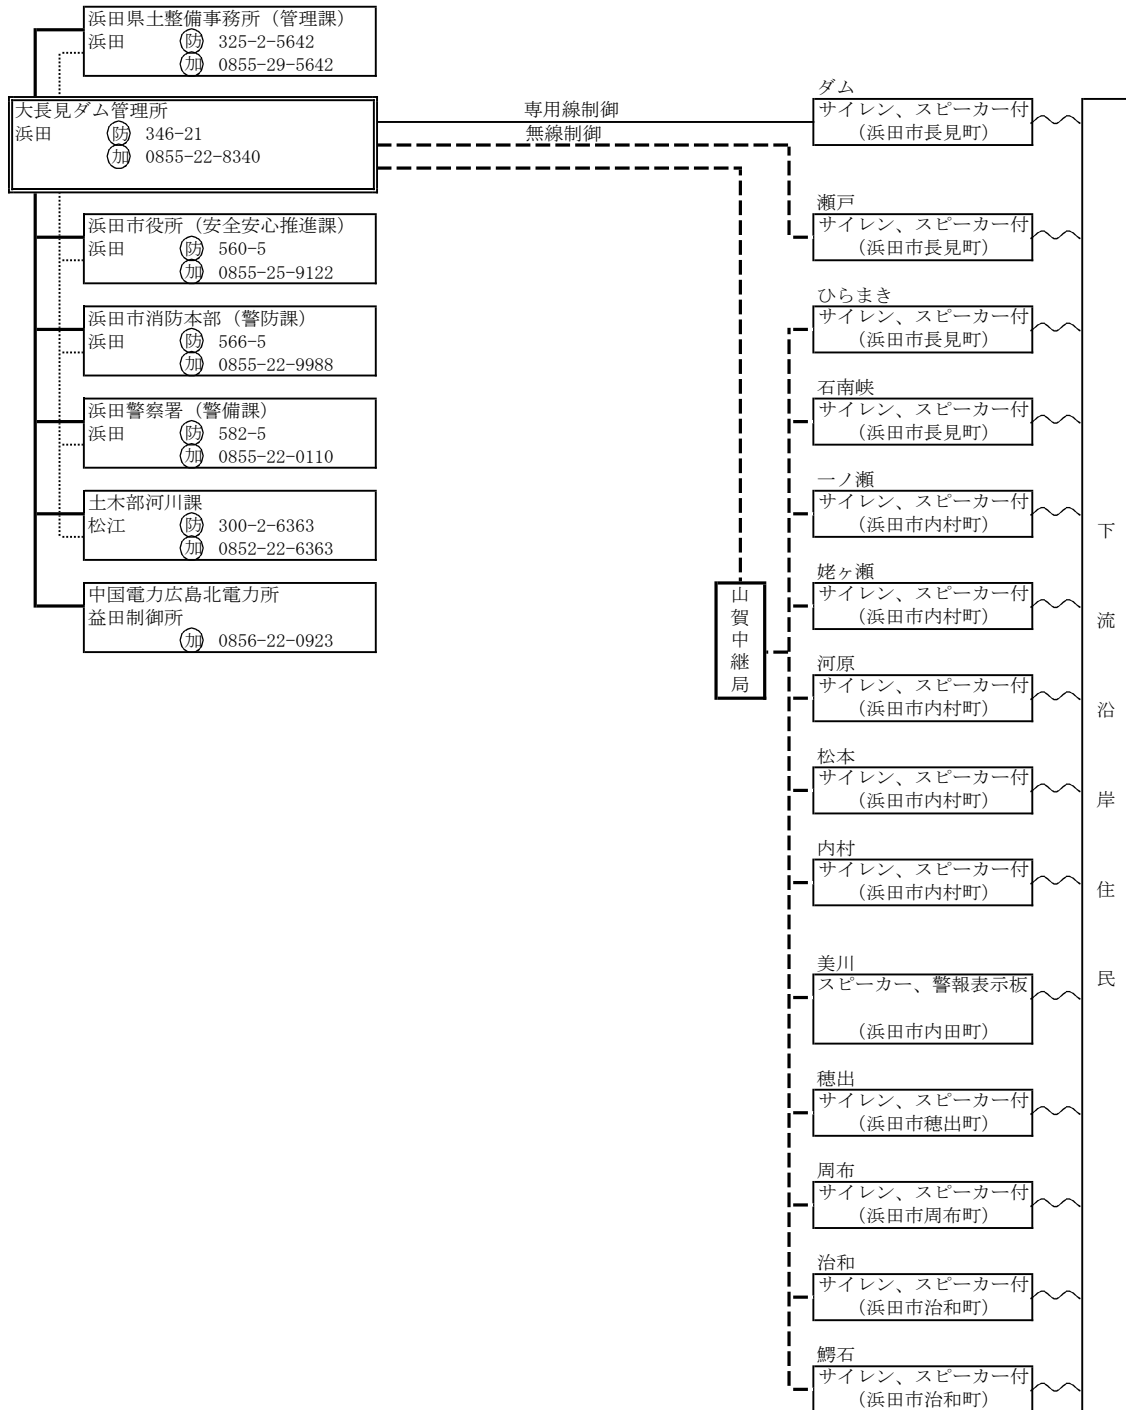 浜田県土整備事務所（管理課）
浜田 防 325-2-5642
加 0855-29-5642
大長見ダム管理所
浜田 防 346-21
加 0855-22-8340
浜田市役所（安全安心推進課）
浜田 防 560-5
加 0855-25-9122
浜田市消防本部（警防課）
浜田 防 566-5
加 0855-22-9988
浜田警察署（警備課）
浜田 防 582-5
加 0855-22-0110
土木部河川課
松江 防 300-2-6363
加 0852-22-6363
中国電力広島北電力所
益田制御所
加 0856-22-0923
専用線制御
無線制御
山賀中継局
ダム
サイレン、スピーカー付
（浜田市長見町）
瀬戸
サイレン、スピーカー付
（浜田市長見町）
ひらまき
サイレン、スピーカー付
（浜田市長見町）
石南峡
サイレン、スピーカー付
（浜田市長見町）
一ノ瀬
サイレン、スピーカー付
（浜田市内村町）
姥ヶ瀬
サイレン、スピーカー付
（浜田市内村町）
河原
サイレン、スピーカー付
（浜田市内村町）
松本
サイレン、スピーカー付
（浜田市内村町）
内村
サイレン、スピーカー付
（浜田市内村町）
美川
スピーカー、警報表示板
（浜田市内田町）
穂出
サイレン、スピーカー付
（浜田市穂出町）
周布
サイレン、スピーカー付
（浜田市周布町）
治和
サイレン、スピーカー付
（浜田市治和町）
鰐石
サイレン、スピーカー付
（浜田市治和町）
下流沿岸住民